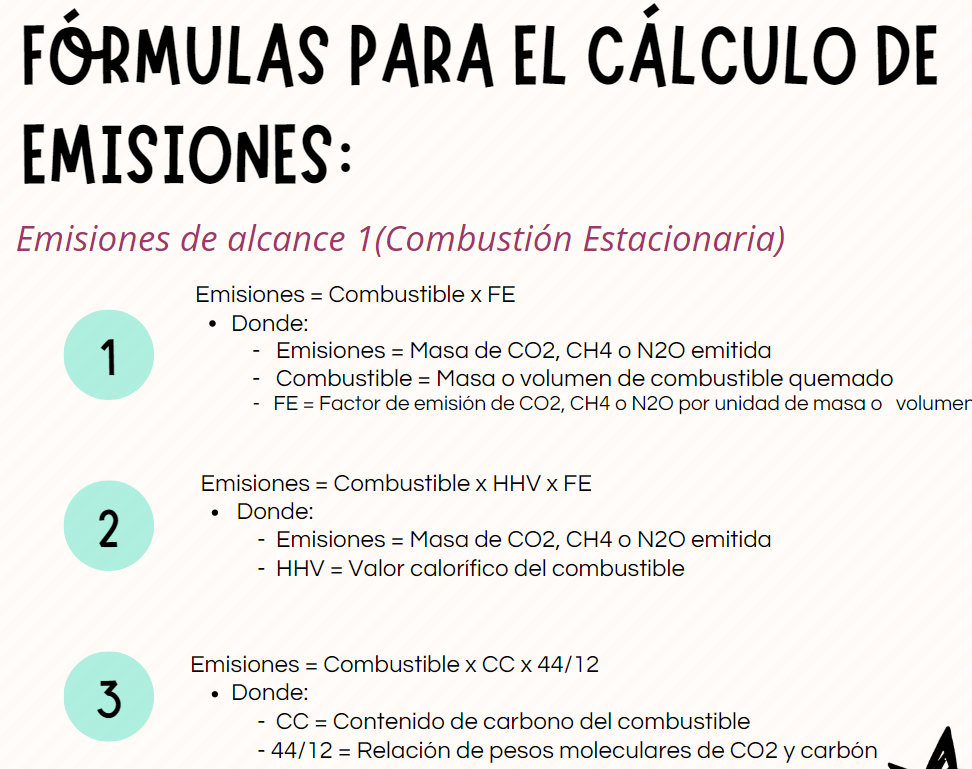 FÓRMULAS PARA EL CÁLCULO DE
EMISIONES:
Emisiones de alcance 1(Combustión Estacionaria)
1
Emisiones = Combustible x FE
• Donde:
- Emisiones = Masa de CO2, CH4 o N2O emitida
- Combustible = Masa o volumen de combustible quemado
- FE = Factor de emisión de CO2, CH4 o N2O por unidad de masa o volumen
2
Emisiones = Combustible x HHV x FE
• Donde:
- Emisiones = Masa de CO2, CH4 o N2O emitida
- HHV = Valor calorífico del combustible
3
Emisiones = Combustible x CC x 44/12
• Donde:
- CC = Contenido de carbono del combustible
- 44/12 = Relación de pesos moleculares de CO2 y carbón